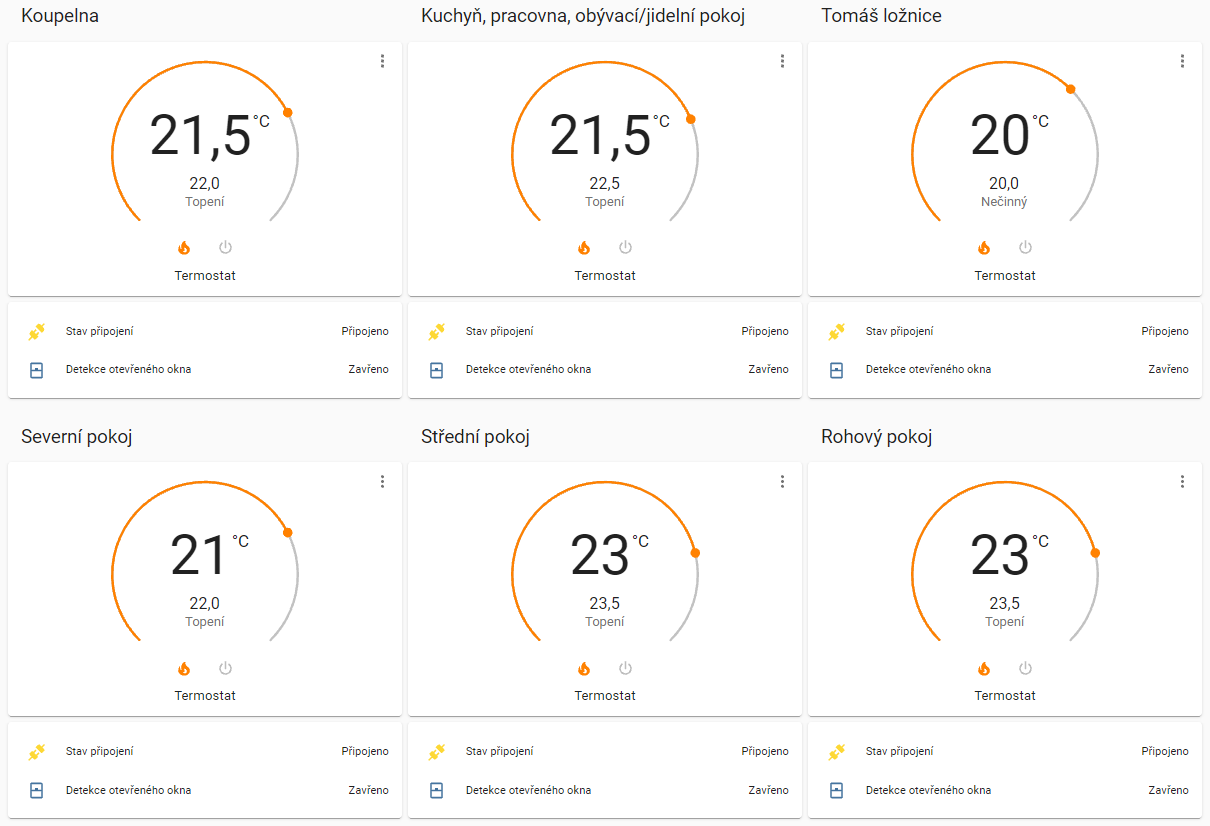 Koupelna
21,5 °C
22,0
Topení
Termostat
Stav připojení Připojeno
Detekce otevřeného okna Zavřeno
Kuchyň, pracovna, obývací/jidelní pokoj
21,5 °C
22,5
Topení
Termostat
Stav připojení Připojeno
Detekce otevřeného okna Zavřeno
Tomáš ložnice
20 °C
20,0
Nečinný
Termostat
Stav připojení Připojeno
Detekce otevřeného okna Zavřeno
Severní pokoj
21 °C
22,0
Topení
Termostat
Stav připojení Připojeno
Detekce otevřeného okna Zavřeno
Střední pokoj
23 °C
23,5
Topení
Termostat
Stav připojení Připojeno
Detekce otevřeného okna Zavřeno
Rohový pokoj
23 °C
23,5
Topení
Termostat
Stav připojení Připojeno
Detekce otevřeného okna Zavřeno